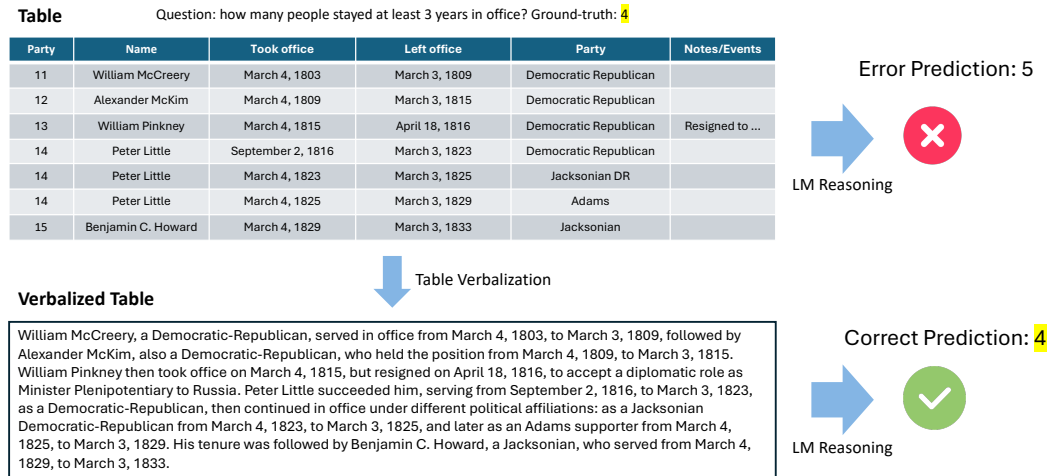 Table
Question: how many people stayed at least 3 years in office? Ground-truth: 4
Party Name Took office Left office Party Notes/Events
11 William McCreery March 4, 1803 March 3, 1809 Democratic Republican
12 Alexander McKim March 4, 1809 March 3, 1815 Democratic Republican
13 William Pinkney March 4, 1815 April 18, 1816 Democratic Republican Resigned to ...
14 Peter Little September 2, 1816 March 3, 1823 Democratic Republican
14 Peter Little March 4, 1823 March 3, 1825 Jacksonian DR
14 Peter Little March 4, 1825 March 3, 1829 Adams
15 Benjamin C. Howard March 4, 1829 March 3, 1833 Jacksonian
Error Prediction: 5
LM Reasoning
Table Verbalization
Verbalized Table
William McCreery, a Democratic-Republican, served in office from March 4, 1803, to March 3, 1809, followed by
Alexander McKim, also a Democratic-Republican, who held the position from March 4, 1809, to March 3, 1815.
William Pinkney then took office on March 4, 1815, but resigned on April 18, 1816, to accept a diplomatic role as
Minister Plenipotentiary to Russia. Peter Little succeeded him, serving from September 2, 1816, to March 3, 1823,
as a Democratic-Republican, then continued in office under different political affiliations: as a Jacksonian
Democratic-Republican from March 4, 1823, to March 3, 1825, and later as an Adams supporter from March 4,
1825, to March 3, 1829. His tenure was followed by Benjamin C. Howard, a Jacksonian, who served from March 4,
1829, to March 3, 1833.
Correct Prediction: 4
LM Reasoning